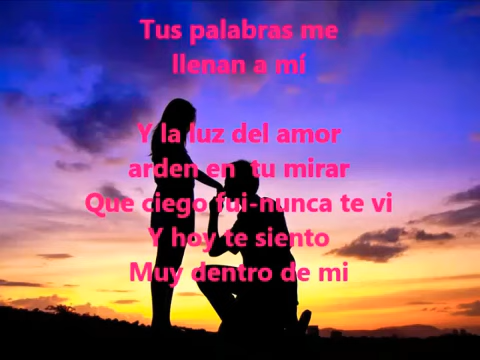 Tus palabras me
llenan a mí
Y la luz del amor
arden en tu mirar
Que ciego fui-nunca te vi
Y hoy te siento
Muy dentro de mi